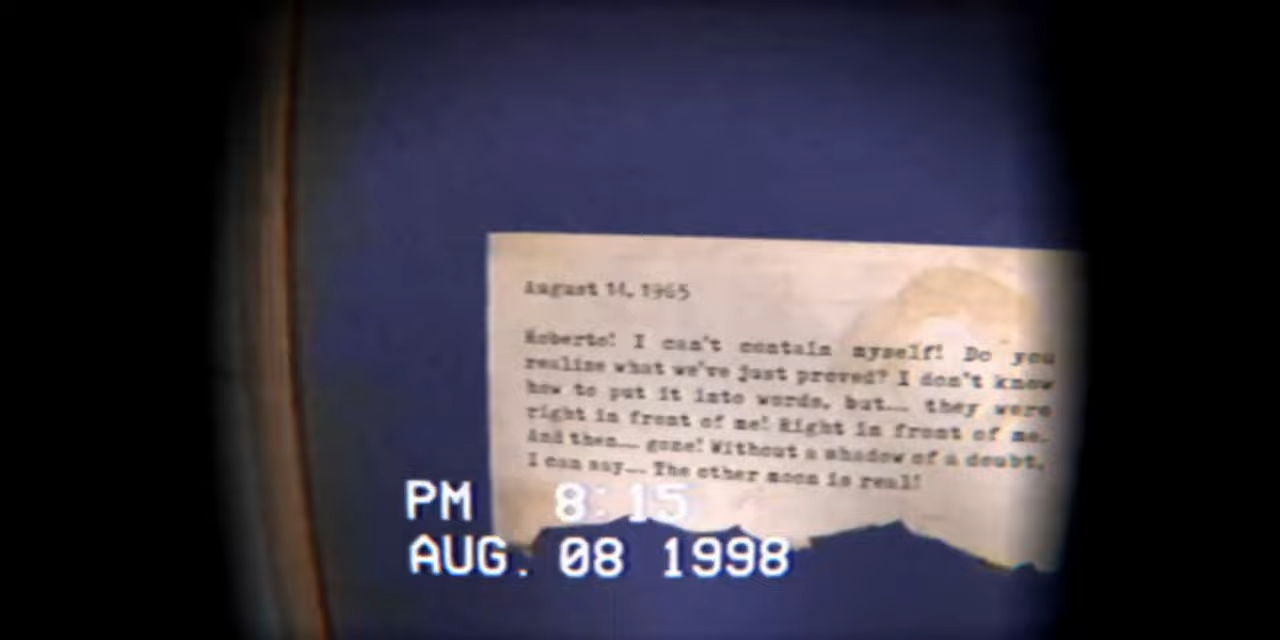 August 14, 1965
Roberto! I can't contain myself! Do you
realize what we've just proved? I don't know
how to put it into words, but... they were
right in front of me! Right in front of me.
And then... gone! Without a shadow of a doubt,
I can say... The other moon is real!
PM 8:15
AUG. 08 1998